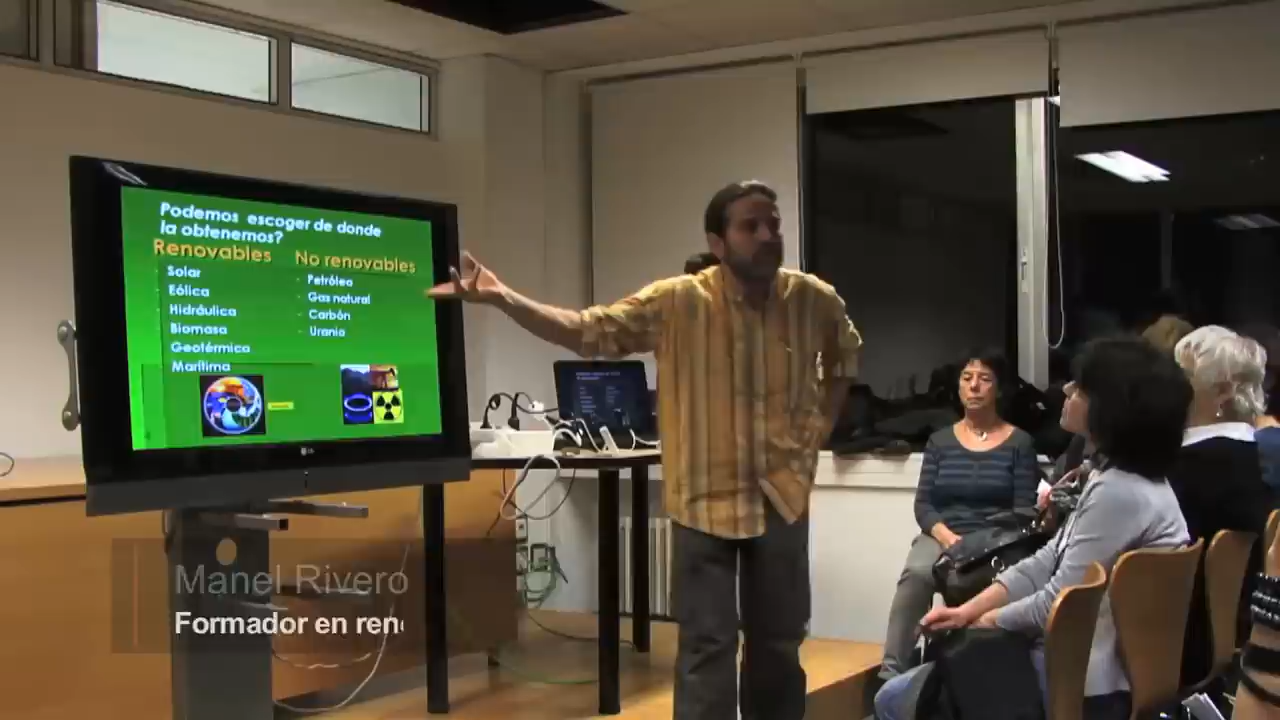 Podemos escoger de donde
la obtenemos?
Renovables
Solar
Eólica
Hidráulica
Biomasa
Geotérmica
Marítima
No renovables
Petróleo
Gas natural
Carbón
Uranio
LG
Manel Rivero
Formador en ren